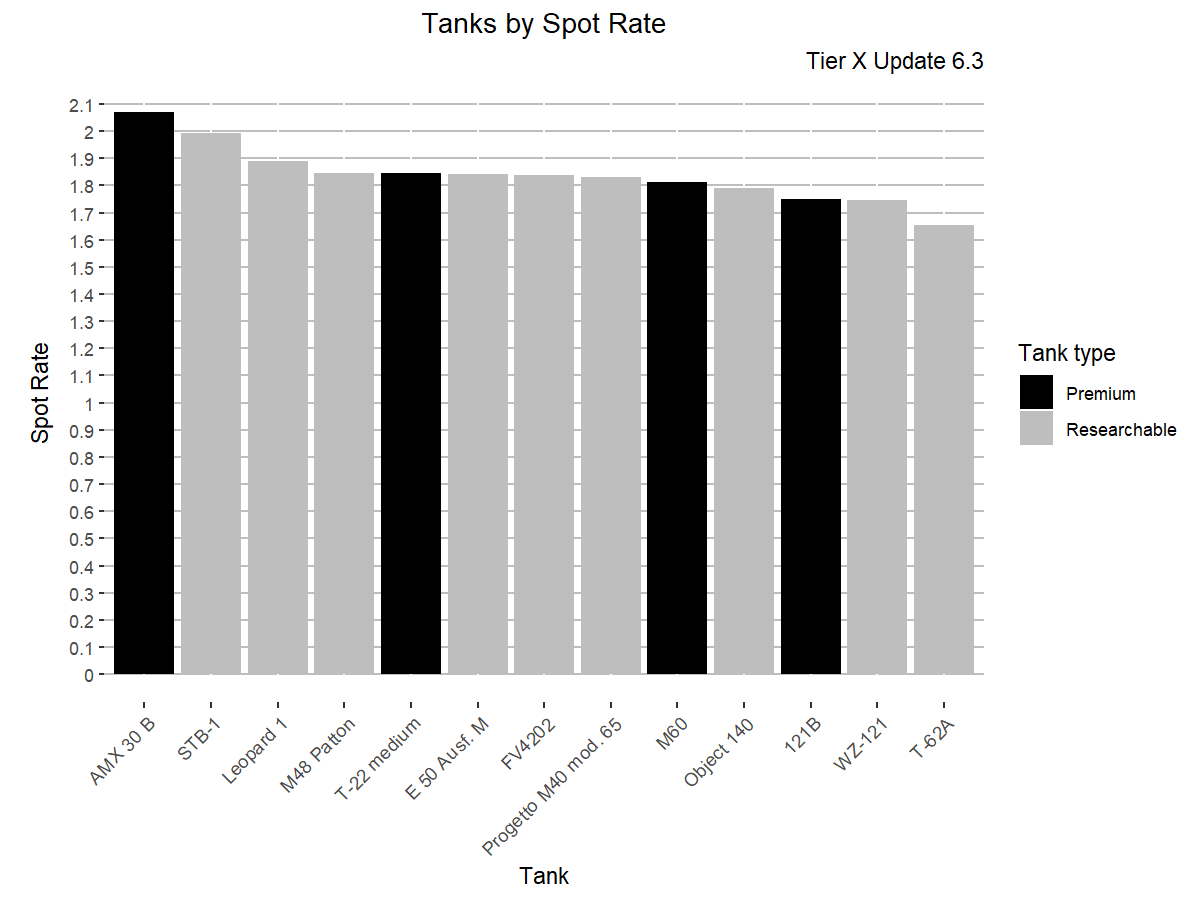 Tanks by Spot Rate
Tier X Update 6.3
Spot Rate
2.1
2
1.9
1.8
1.7
1.6
1.5
1.4
1.3
1.2
1.1
1
0.9
0.8
0.7
0.6
0.5
0.4
0.3
0.2
0.1
0
AMX 30 B
STB-1
Leopard 1
M48 Patton
T-22 medium
E 50 Ausf. M
FV4202
Progetto M40 mod. 65
M60
Object 140
121B
WZ-121
T-62A
Tank
Tank type
Premium
Researchable